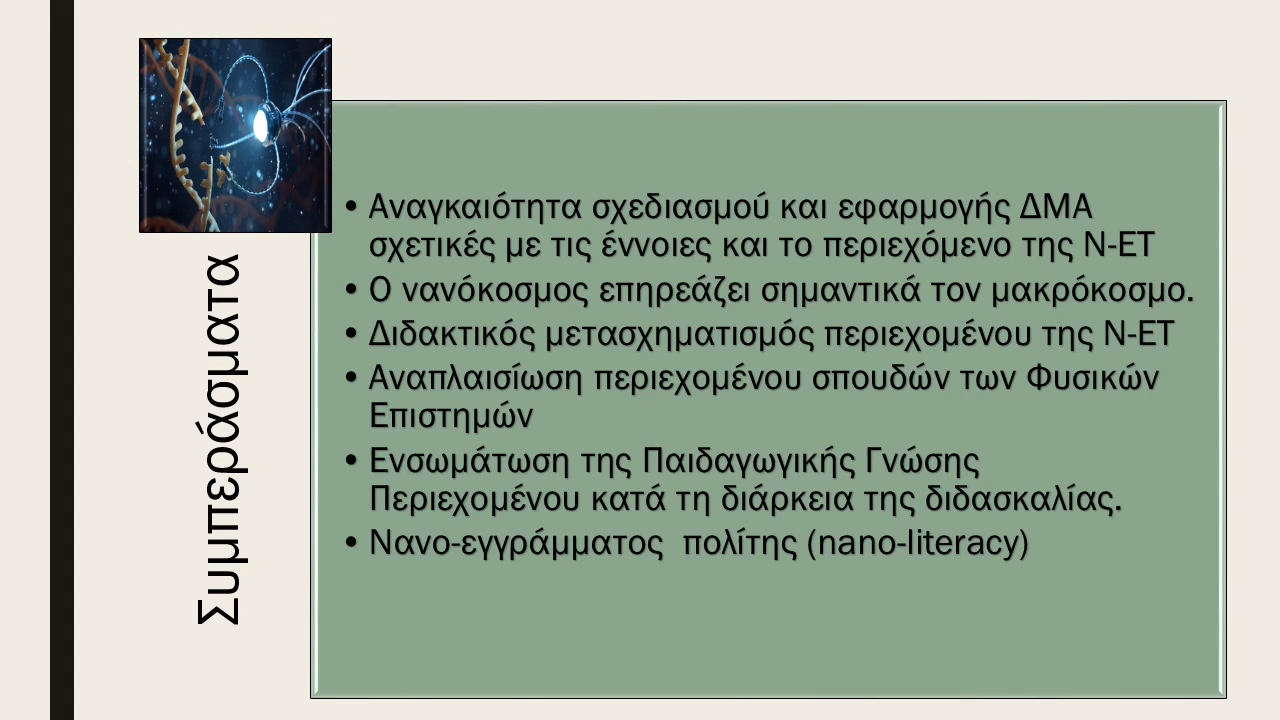 Συμπεράσματα
• Αναγκαιότητα σχεδιασμού και εφαρμογής ΔΜΑ
σχετικές με τις έννοιες και το περιεχόμενο της Ν-ΕΤ
• Ο νανόκοσμος επηρεάζει σημαντικά τον μακρόκοσμο.
• Διδακτικός μετασχηματισμός περιεχομένου της Ν-ΕΤ
• Αναπλαισίωση περιεχομένου σπουδών των Φυσικών
Επιστημών
• Ενσωμάτωση της Παιδαγωγικής Γνώσης
Περιεχομένου κατά τη διάρκεια της διδασκαλίας.
• Νανο-εγγράμματος  πολίτης (nano-literacy)